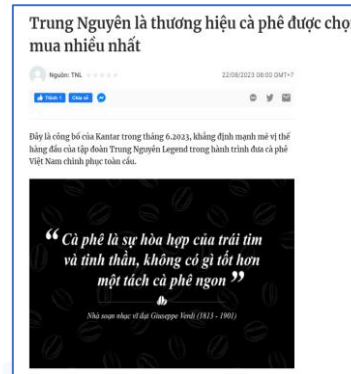 Trung Nguyên là thương hiệu cà phê được chọ
mua nhiều nhất
Nguồn: TNL
22/08/2023 08:00 GMT+7
Thích 1 Chia sẻ
Đây là công bố của Kantar trong tháng 6.2023, khẳng định mạnh mẽ vị thế
hàng đầu của tập đoàn Trung Nguyên Legend trong hành trình đưa cà phê
Việt Nam chinh phục toàn cầu.
“ Cà phê là sự hòa hợp của trái tim
và tinh thần, không có gì tốt hơn
một tách cà phê ngon ”
Nhà soạn nhạc vĩ đại Giuseppe Verdi (1813 - 1901)